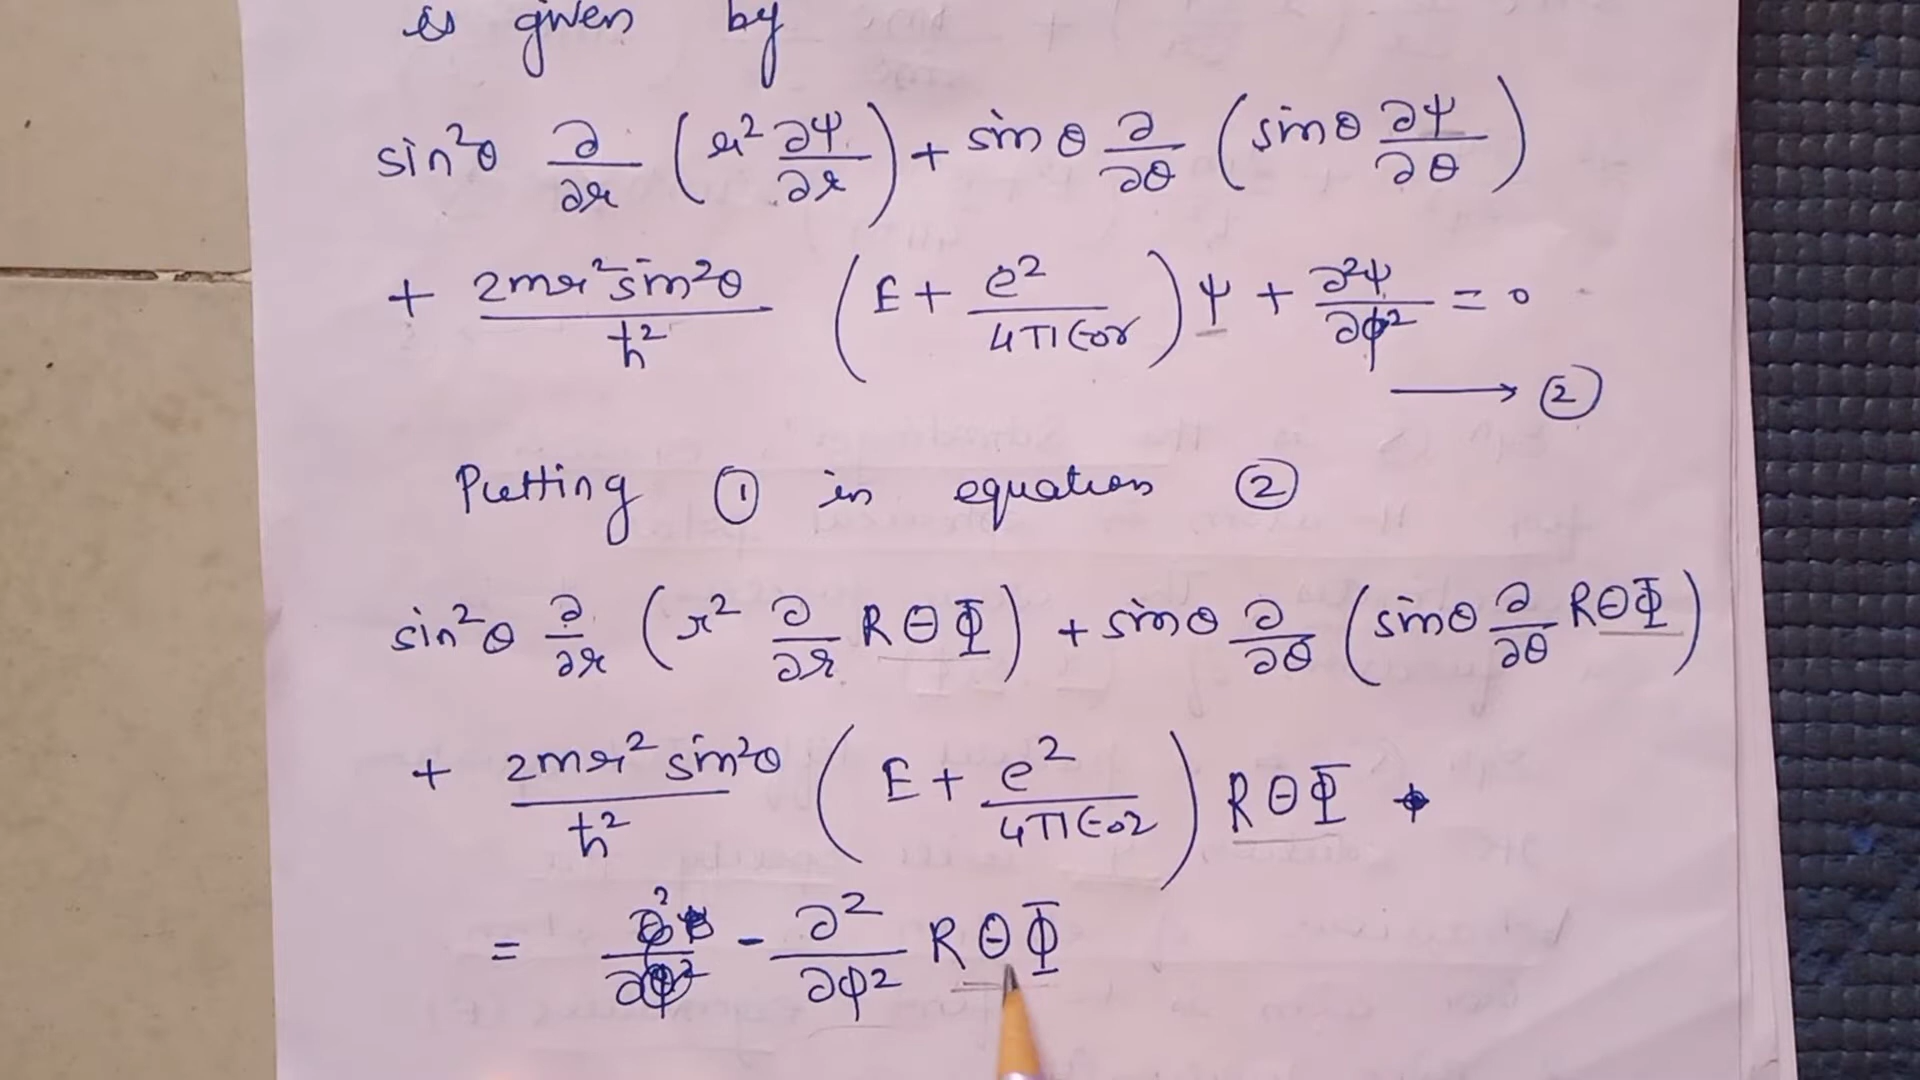 is given by
sin²θ ∂/∂r (r² ∂Ψ/∂r) + sinθ ∂/∂θ (sinθ ∂Ψ/∂θ)
+ 2mr²sin²θ/ħ² (E + e²/4πϵ₀r) Ψ + ∂²Ψ/∂ϕ² = 0
⟶ ②
Putting ① in equation ②
sin²θ ∂/∂r (r² ∂/∂r RΘΦ) + sinθ ∂/∂θ (sinθ ∂/∂θ RΘΦ)
+ 2mr² sin²θ/ħ² (E + e²/4πϵ₀r) RΘΦ
= - ∂²/∂ϕ² RΘΦ